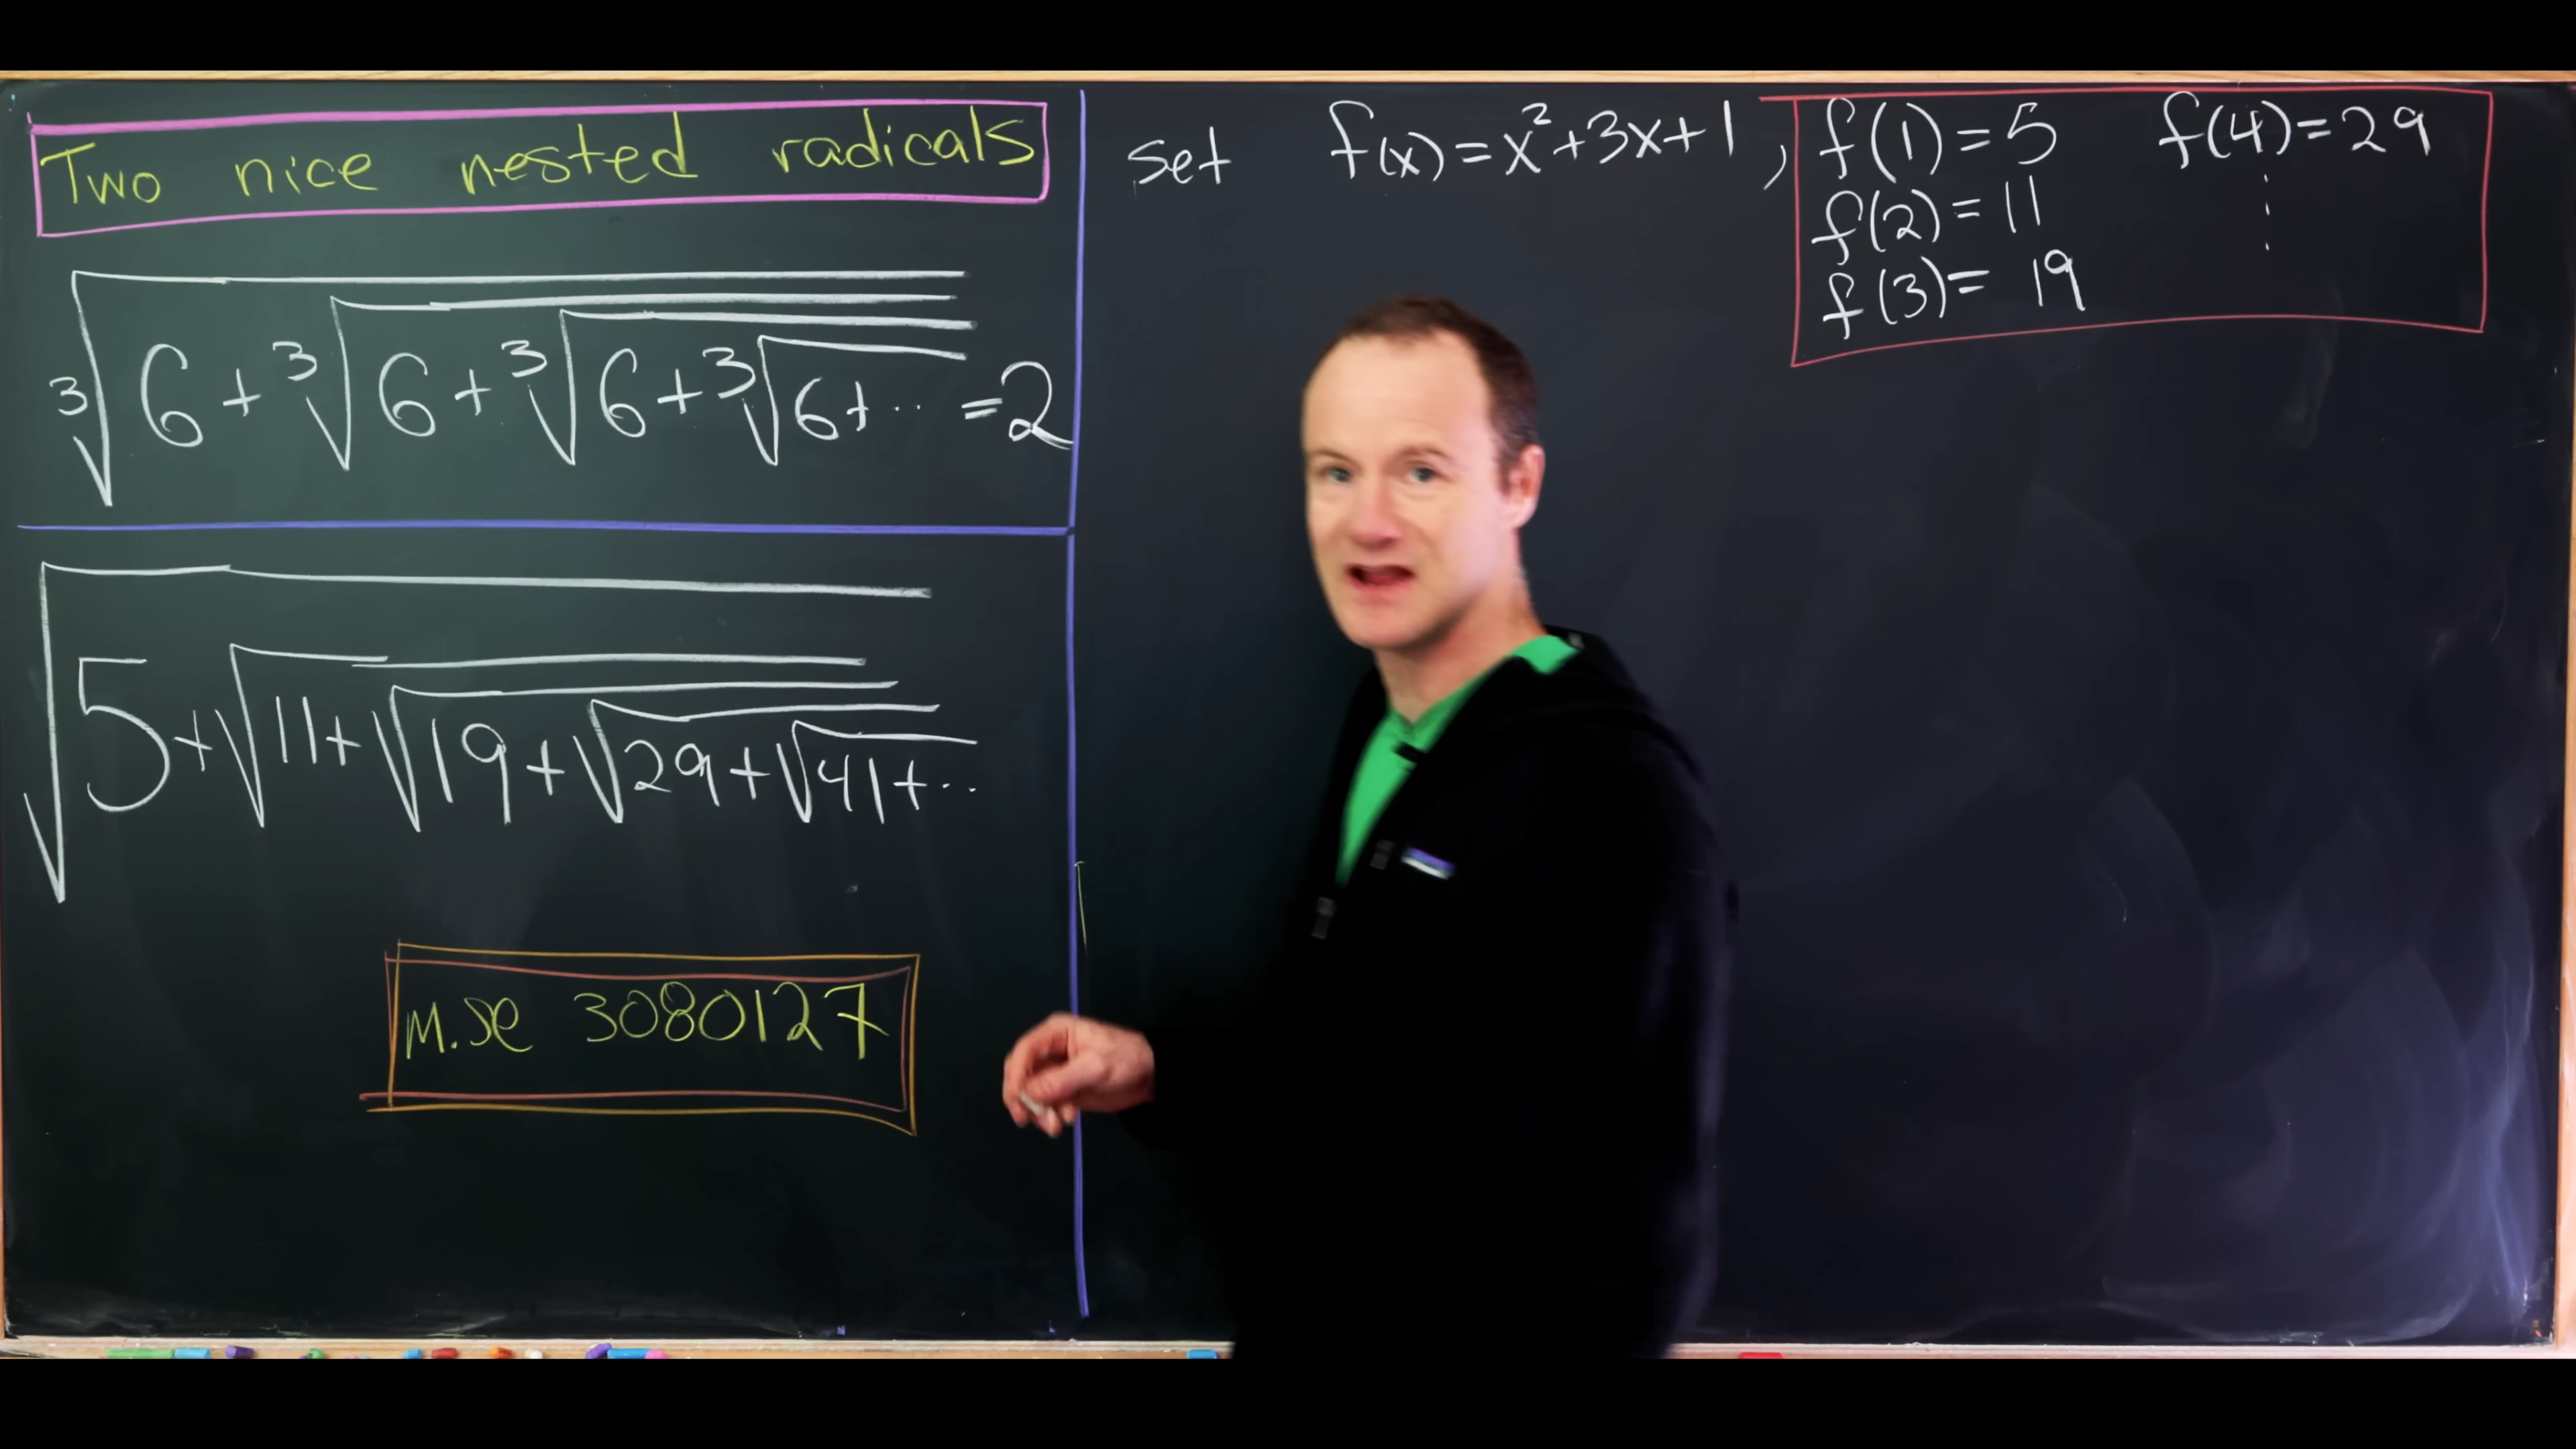 Two nice nested radicals
∛(6+∛(6+∛(6+∛(6+⋯ =2
√(5+√(11+√(19+√(29+√(41+⋯
M.se 3080127
set f(x)=x²+3x+1,
f(1)=5 f(4)=29
f(2)=11 ⋮
f(3)=19